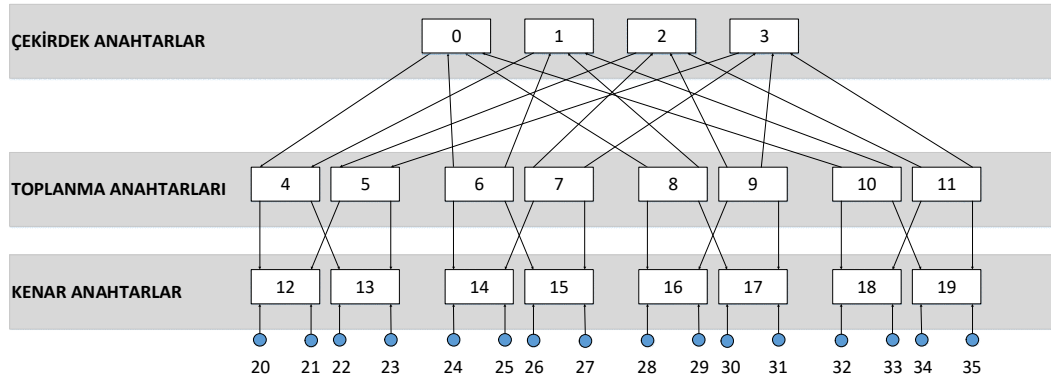 ÇEKİRDEK ANAHTARLAR 0 1 2 3
TOPLANMA ANAHTARLARI 4 5 6 7 8 9 10 11
KENAR ANAHTARLAR 12 13 14 15 16 17 18 19
20 21 22 23 24 25 26 27 28 29 30 31 32 33 34 35